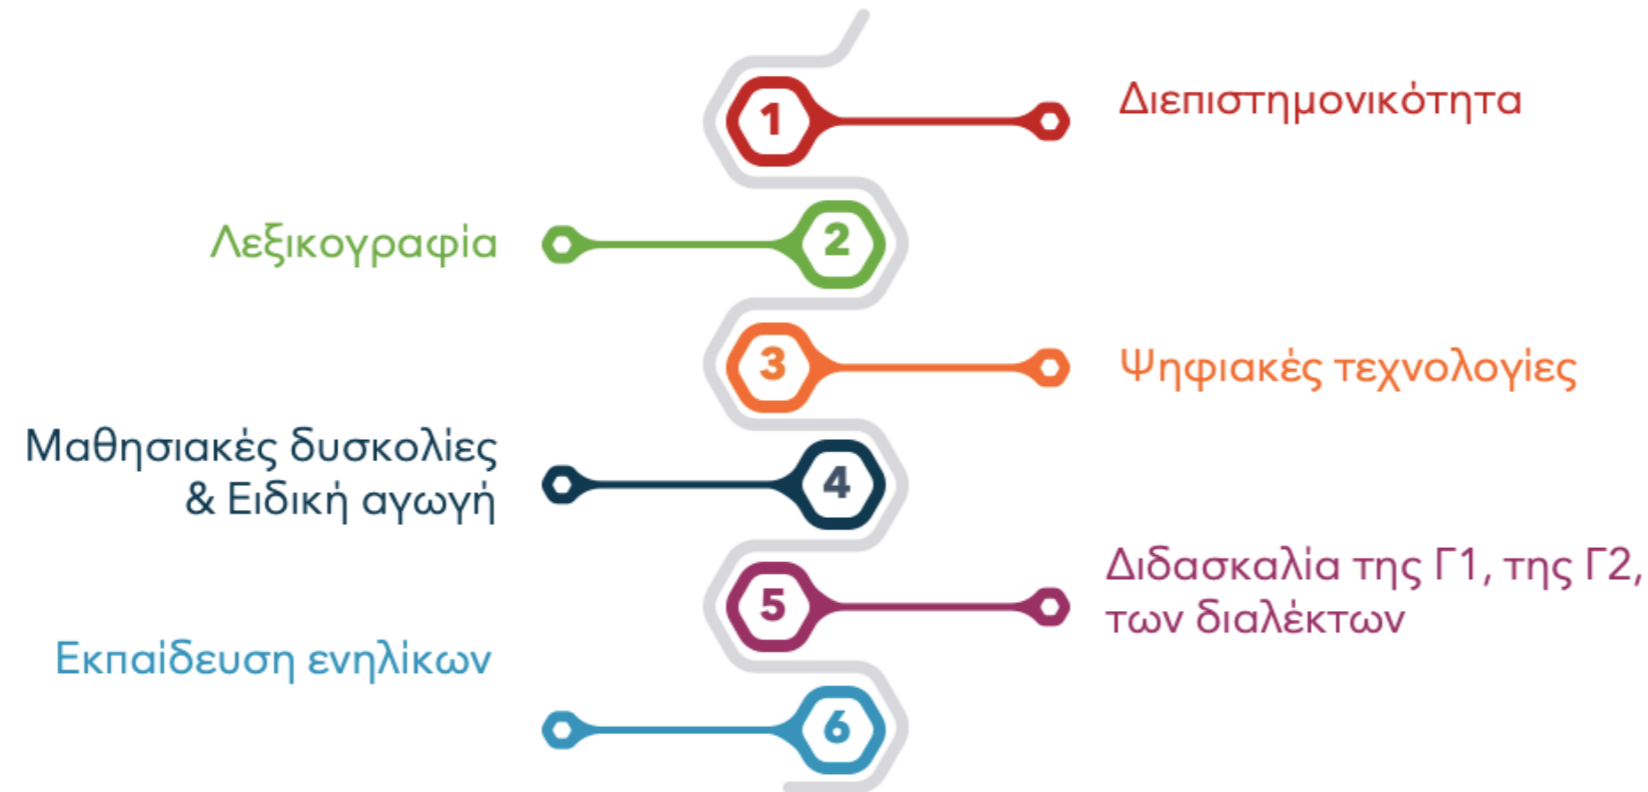 1
Διεπιστημονικότητα
2
Λεξικογραφία
3
Ψηφιακές τεχνολογίες
4
Μαθησιακές δυσκολίες
& Ειδική αγωγή
5
Διδασκαλία της Γ1, της Γ2,
των διαλέκτων
6
Εκπαίδευση ενηλίκων